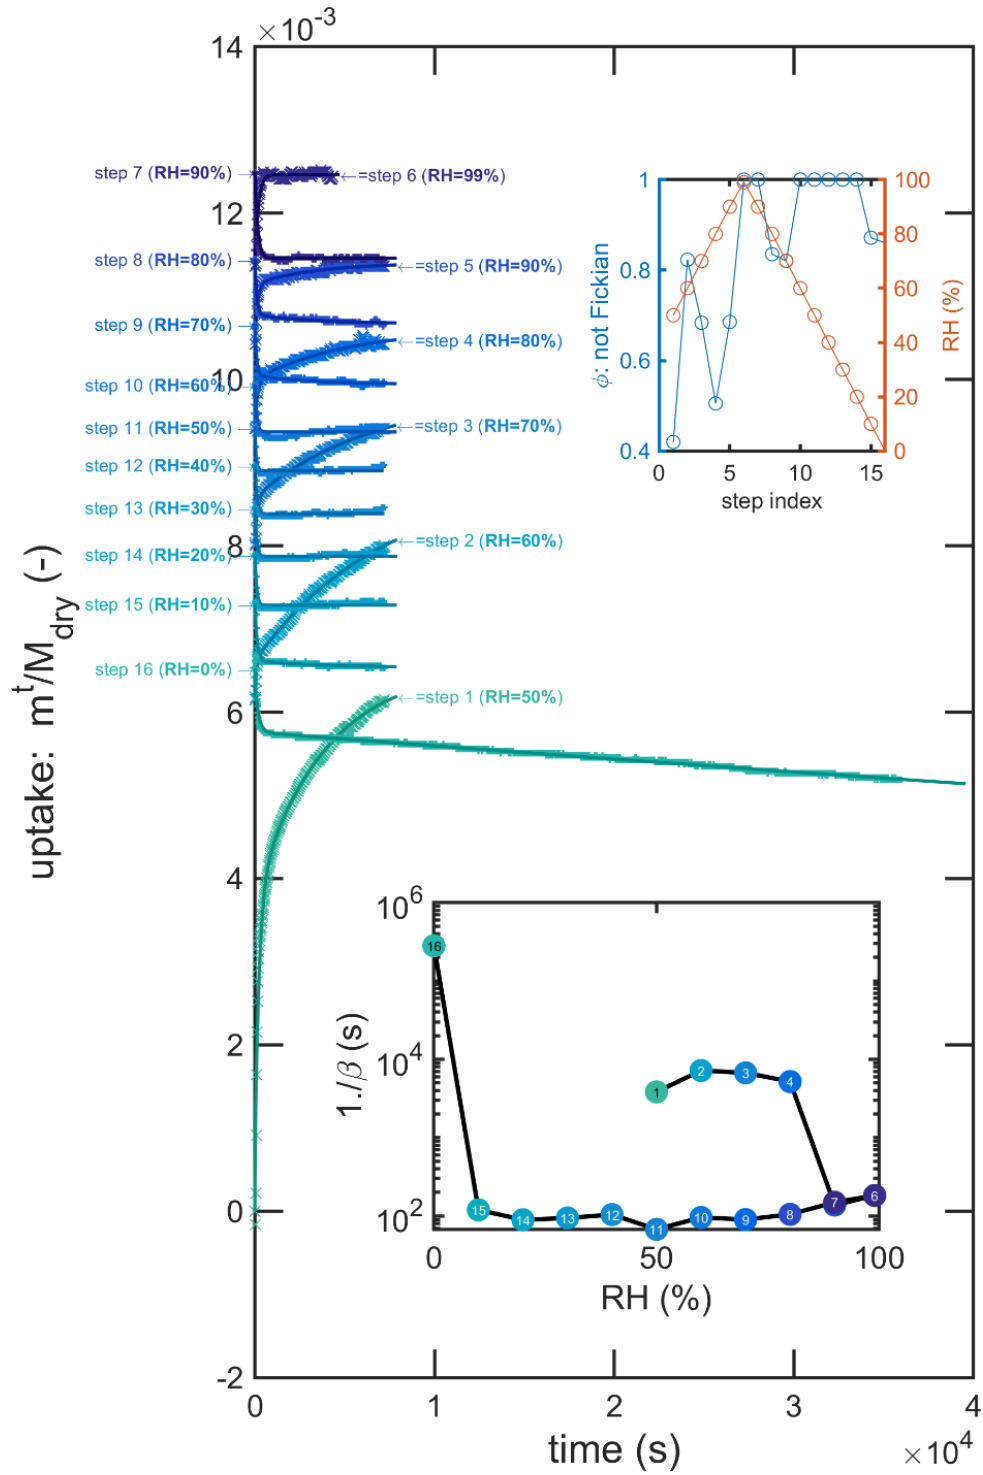 ×10⁻³
14
12
10
8
6
4
2
0
-2
uptake: mᵗ/M_dry (-)
step 7 (RH=90%) →
←=step 6 (RH=99%)
step 8 (RH=80%) →
←=step 5 (RH=90%)
step 9 (RH=70%) →
←=step 4 (RH=80%)
step 10 (RH=60%) →
step 11 (RH=50%) →
←=step 3 (RH=70%)
step 12 (RH=40%) →
step 13 (RH=30%) →
step 14 (RH=20%) →
←=step 2 (RH=60%)
step 15 (RH=10%) →
step 16 (RH=0%) →
←=step 1 (RH=50%)
1
0.8
0.6
0.4
ϕ: not Fickian
100
80
60
40
20
0
RH (%)
0 5 10 15
step index
10⁶
10⁴
10²
1./β (s)
16
1
2
3
4
15
14
13
12
11
10
9
8
7
6
0 50 100
RH (%)
0 1 2 3 4
time (s)
×10⁴